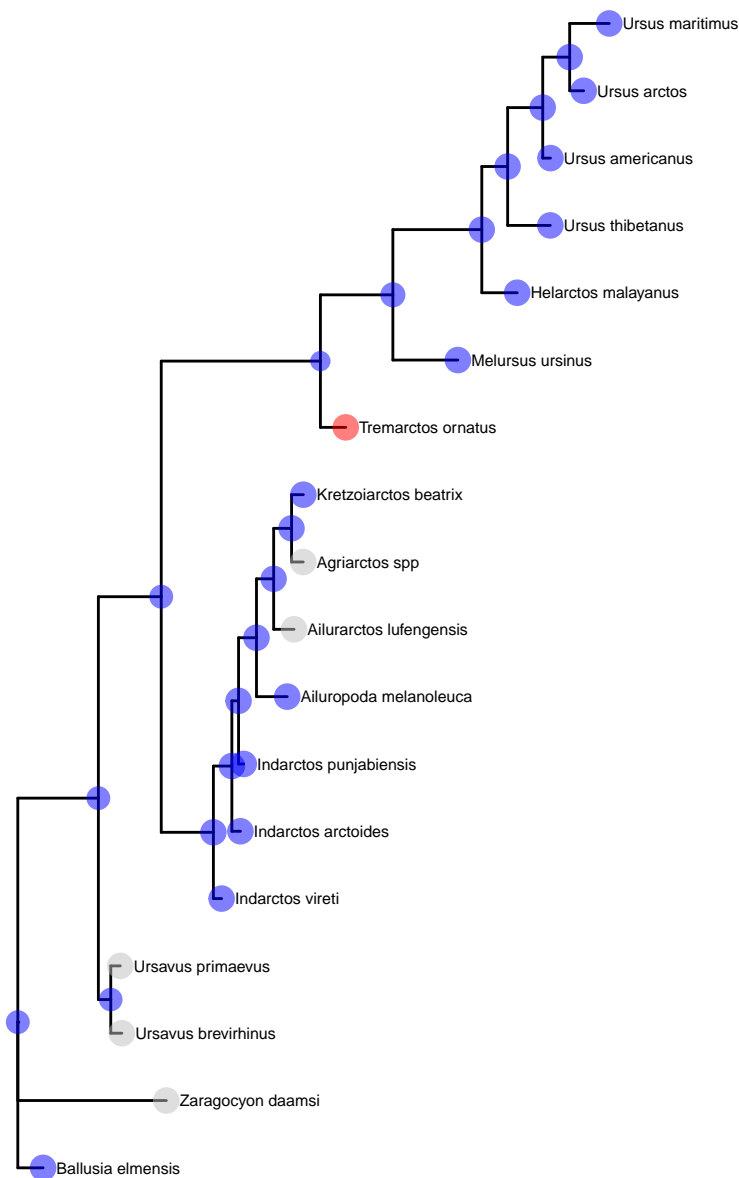 Ursus maritimus
Ursus arctos
Ursus americanus
Ursus thibetanus
Helarctos malayanus
Melursus ursinus
Tremarctos ornatus
Kretzoiarctos beatrix
Agriarctos spp
Ailurarctos lufengensis
Ailuropoda melanoleuca
Indarctos punjabiensis
Indarctos arctoides
Indarctos vireti
Ursavus primaevus
Ursavus brevirhinus
Zaragocyon daamsi
Ballusia elmensis